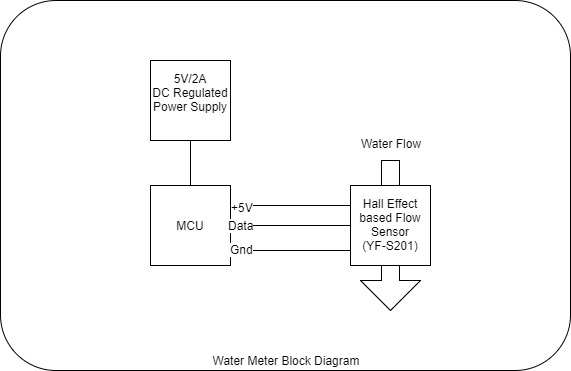 5V/2A
DC Regulated
Power Supply
Water Flow
MCU
+5V
Data
Gnd
Hall Effect
based Flow
Sensor
(YF-S201)
Water Meter Block Diagram